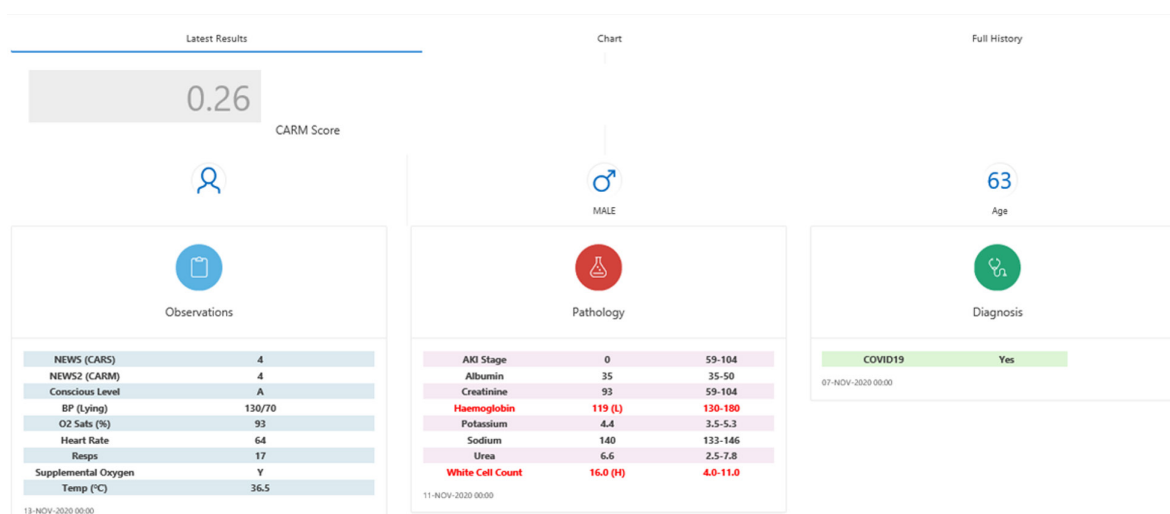 Latest Results Chart Full History
0.26
CARM Score
63
MALE Age
Observations Pathology Diagnosis
NEWS (CARS) 4
NEWS2 (CARM) 4
Conscious Level A
BP (Lying) 130/70
O2 Sats (%) 93
Heart Rate 64
Resps 17
Supplemental Oxygen Y
Temp (°C) 36.5
13-NOV-2020 00:00
AKI Stage 0 59-104
Albumin 35 35-50
Creatinine 93 59-104
Haemoglobin 119 (L) 130-180
Potassium 4.4 3.5-5.3
Sodium 140 133-146
Urea 6.6 2.5-7.8
White Cell Count 16.0 (H) 4.0-11.0
11-NOV-2020 00:00
COVID19 Yes
07-NOV-2020 00:00